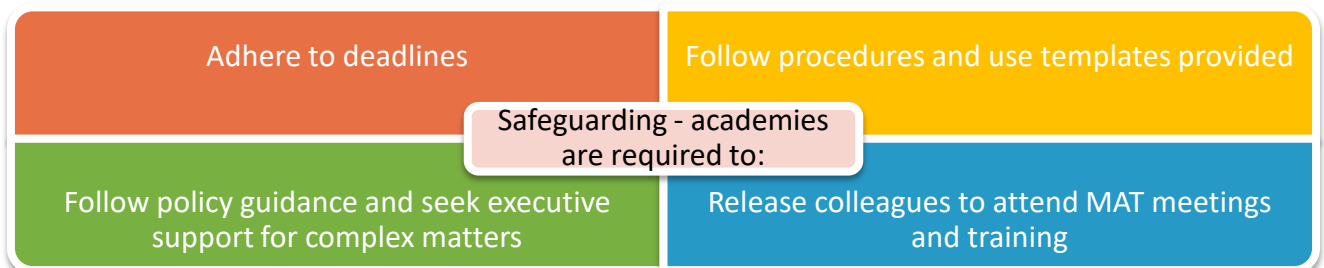 Adhere to deadlines
Follow procedures and use templates provided
Safeguarding - academies
are required to:
Follow policy guidance and seek executive
support for complex matters
Release colleagues to attend MAT meetings
and training